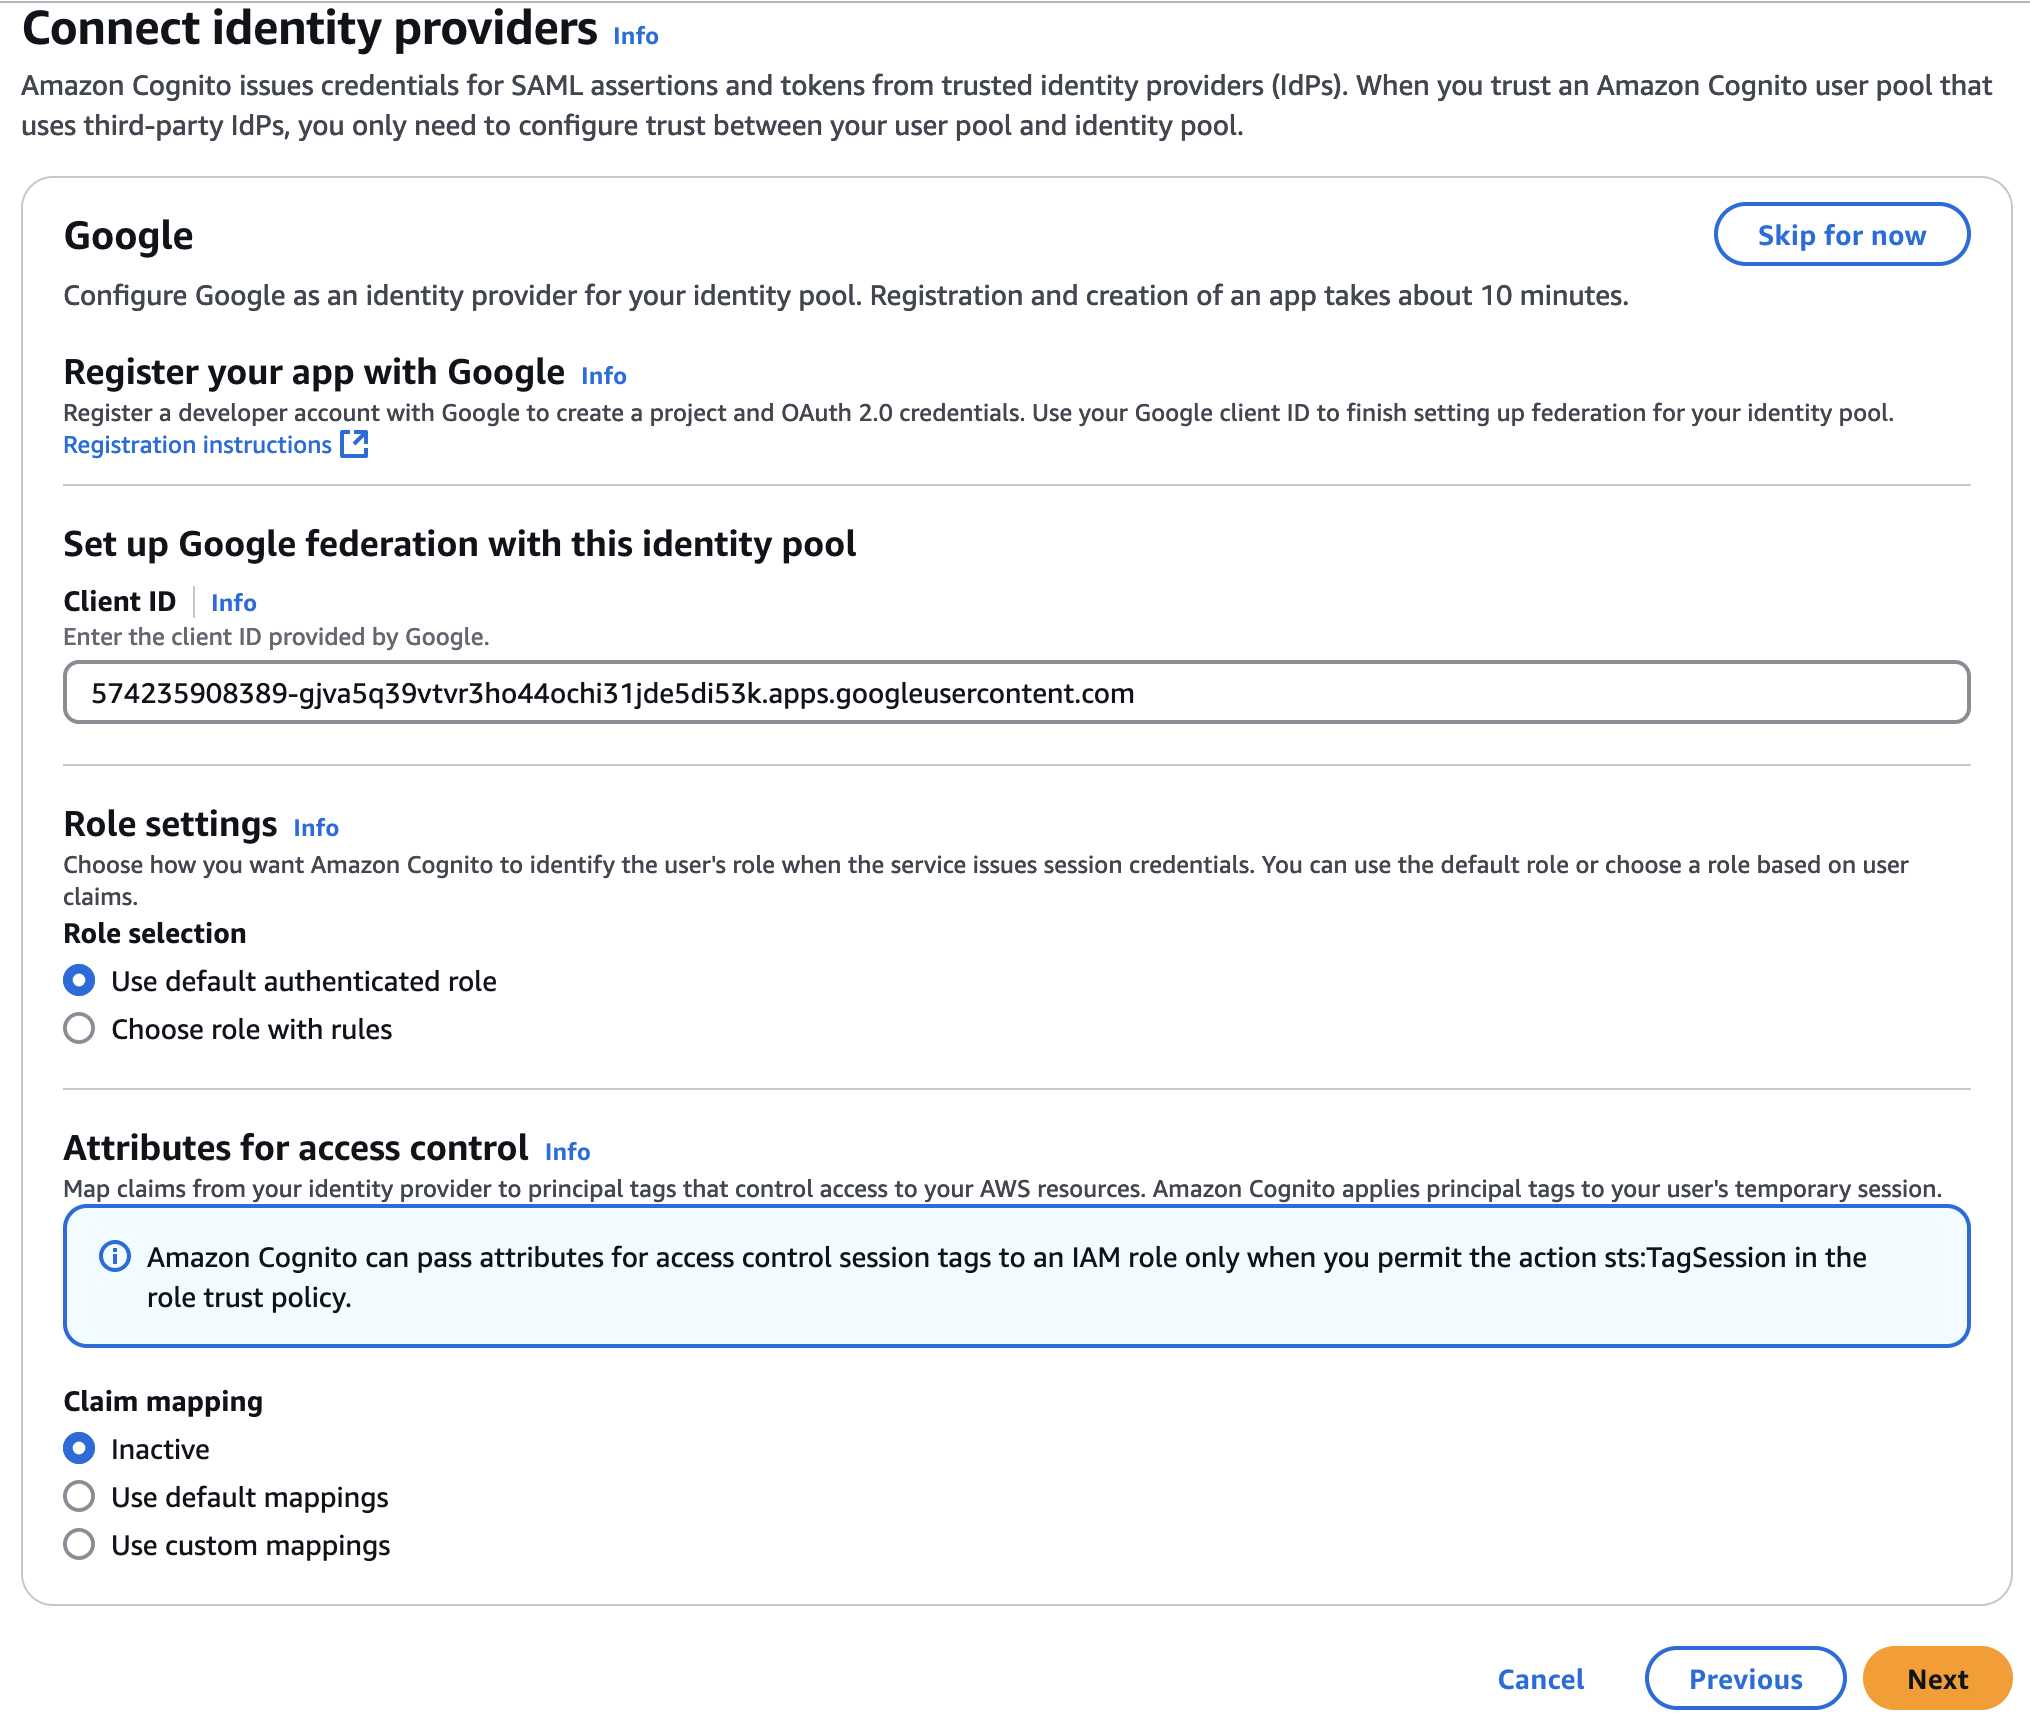 Connect identity providers Info
Amazon Cognito issues credentials for SAML assertions and tokens from trusted identity providers (IdPs). When you trust an Amazon Cognito user pool that
uses third-party IdPs, you only need to configure trust between your user pool and identity pool.
Google
Skip for now
Configure Google as an identity provider for your identity pool. Registration and creation of an app takes about 10 minutes.
Register your app with Google Info
Register a developer account with Google to create a project and OAuth 2.0 credentials. Use your Google client ID to finish setting up federation for your identity pool.
Registration instructions
Set up Google federation with this identity pool
Client ID Info
Enter the client ID provided by Google.
574235908389-gjva5q39vtvr3ho44ochi31jde5di53k.apps.googleusercontent.com
Role settings Info
Choose how you want Amazon Cognito to identify the user's role when the service issues session credentials. You can use the default role or choose a role based on user
claims.
Role selection
Use default authenticated role
Choose role with rules
Attributes for access control Info
Map claims from your identity provider to principal tags that control access to your AWS resources. Amazon Cognito applies principal tags to your user's temporary session.
Amazon Cognito can pass attributes for access control session tags to an IAM role only when you permit the action sts:TagSession in the
role trust policy.
Claim mapping
Inactive
Use default mappings
Use custom mappings
Cancel
Previous
Next